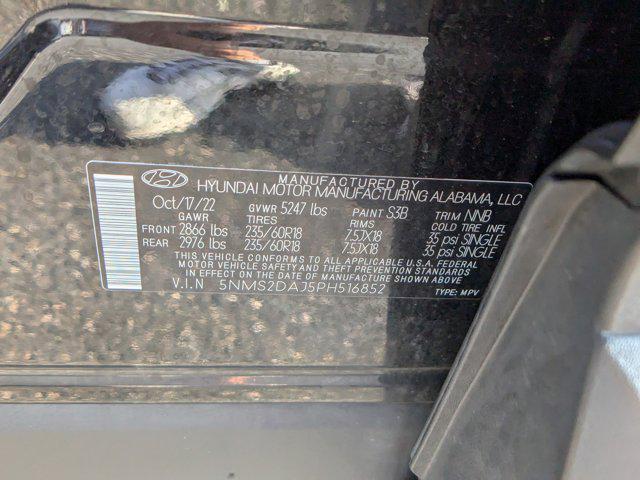 MANUFACTURED BY
HYUNDAI MOTOR MANUFACTURING ALABAMA, LLC
Oct/17/22 GVWR 5247 lbs PAINT S3B TRIM NNB
GAWR TIRES RIMS COLD TIRE INFL
FRONT 2866 lbs 235/60R18 7.5JX18 35 psi SINGLE
REAR 2976 lbs 235/60R18 7.5JX18 35 psi SINGLE
THIS VEHICLE CONFORMS TO ALL APPLICABLE U.S.A. FEDERAL
MOTOR VEHICLE SAFETY AND THEFT PREVENTION STANDARDS
IN EFFECT ON THE DATE OF MANUFACTURE SHOWN ABOVE
V.I.N 5NMS2DAJ5PH516852 TYPE: MPV